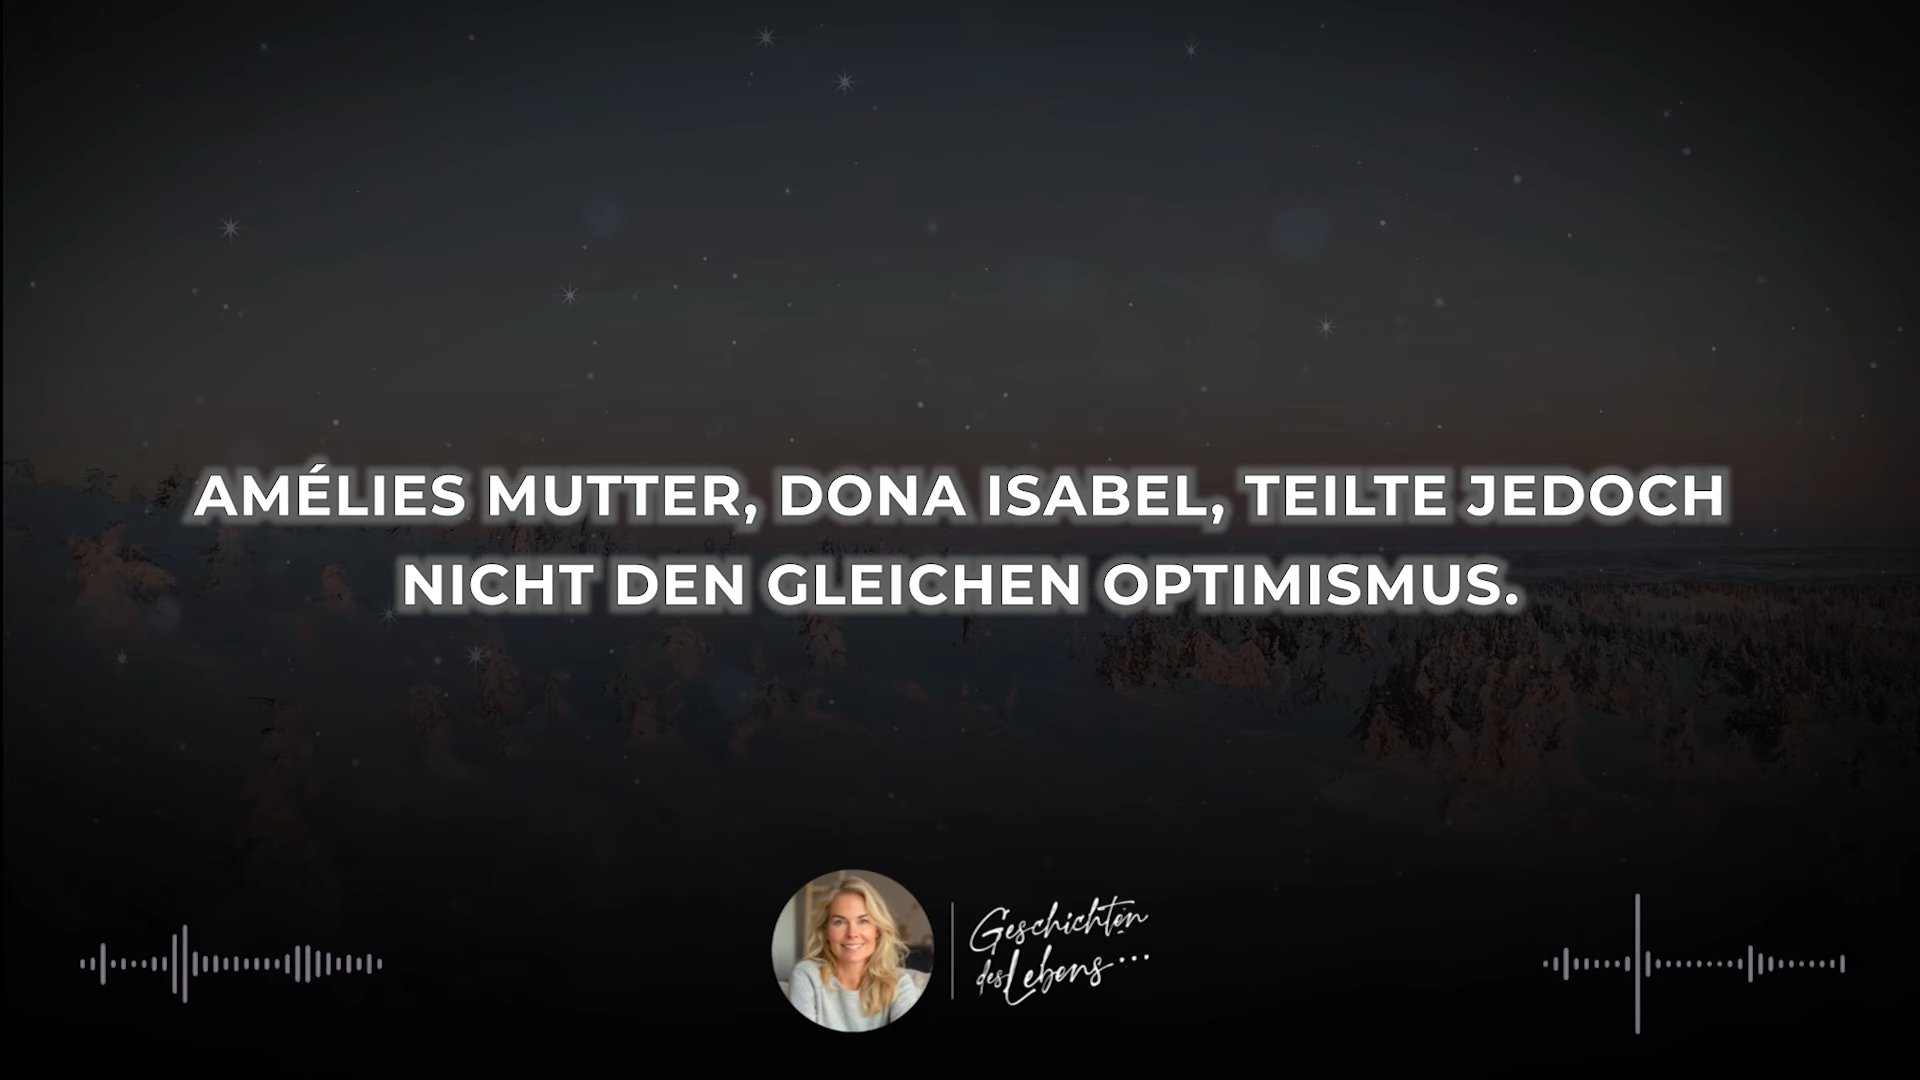 AMÉLIES MUTTER, DONA ISABEL, TEILTE JEDOCH
NICHT DEN GLEICHEN OPTIMISMUS.
Geschichten
des Lebens...